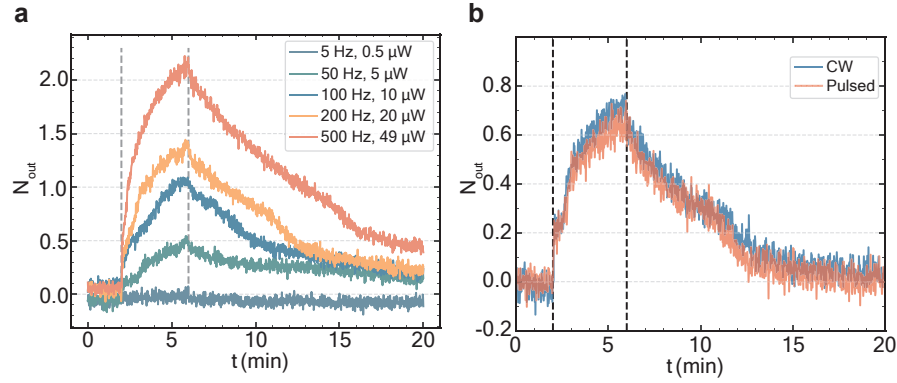 a
N_out
2.0
1.5
1.0
0.5
0.0
5 Hz, 0.5 µW
50 Hz, 5 µW
100 Hz, 10 µW
200 Hz, 20 µW
500 Hz, 49 µW
0 5 10 15 20
t (min)
b
N_out
0.8
0.6
0.4
0.2
0.0
-0.2
CW
Pulsed
0 5 10 15 20
t (min)